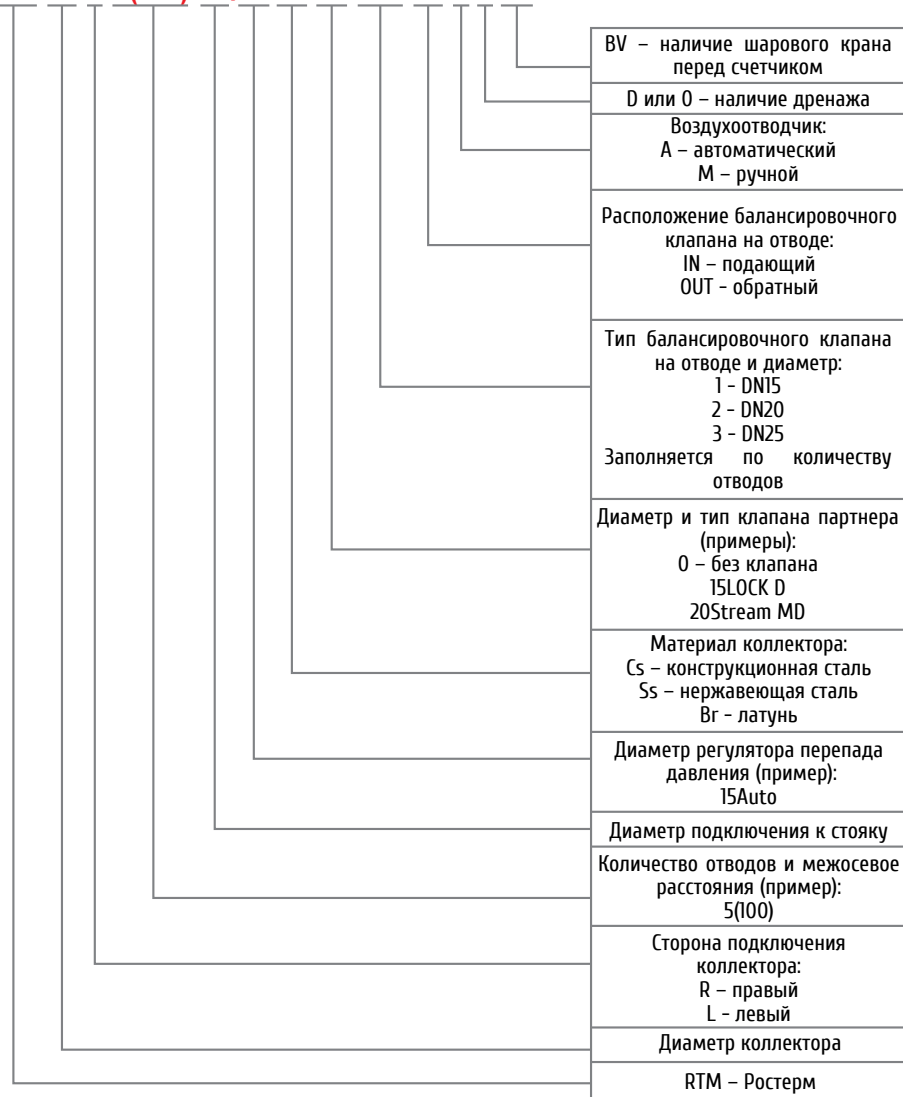 BV – наличие шарового крана
перед счетчиком
D или 0 – наличие дренажа
Воздухоотводчик:
А – автоматический
М – ручной
Расположение балансировочного
клапана на отводе:
IN – подающий
OUT - обратный
Тип балансировочного клапана
на отводе и диаметр:
1 - DN15
2 - DN20
3 - DN25
Заполняется по количеству
отводов
Диаметр и тип клапана партнера
(примеры):
0 – без клапана
15LOCK D
20Stream MD
Материал коллектора:
Cs – конструкционная сталь
Ss – нержавеющая сталь
Br - латунь
Диаметр регулятора перепада
давления (пример):
15Auto
Диаметр подключения к стояку
Количество отводов и межосевое
расстояния (пример):
5(100)
Сторона подключения
коллектора:
R – правый
L - левый
Диаметр коллектора
RTM – Ростерм